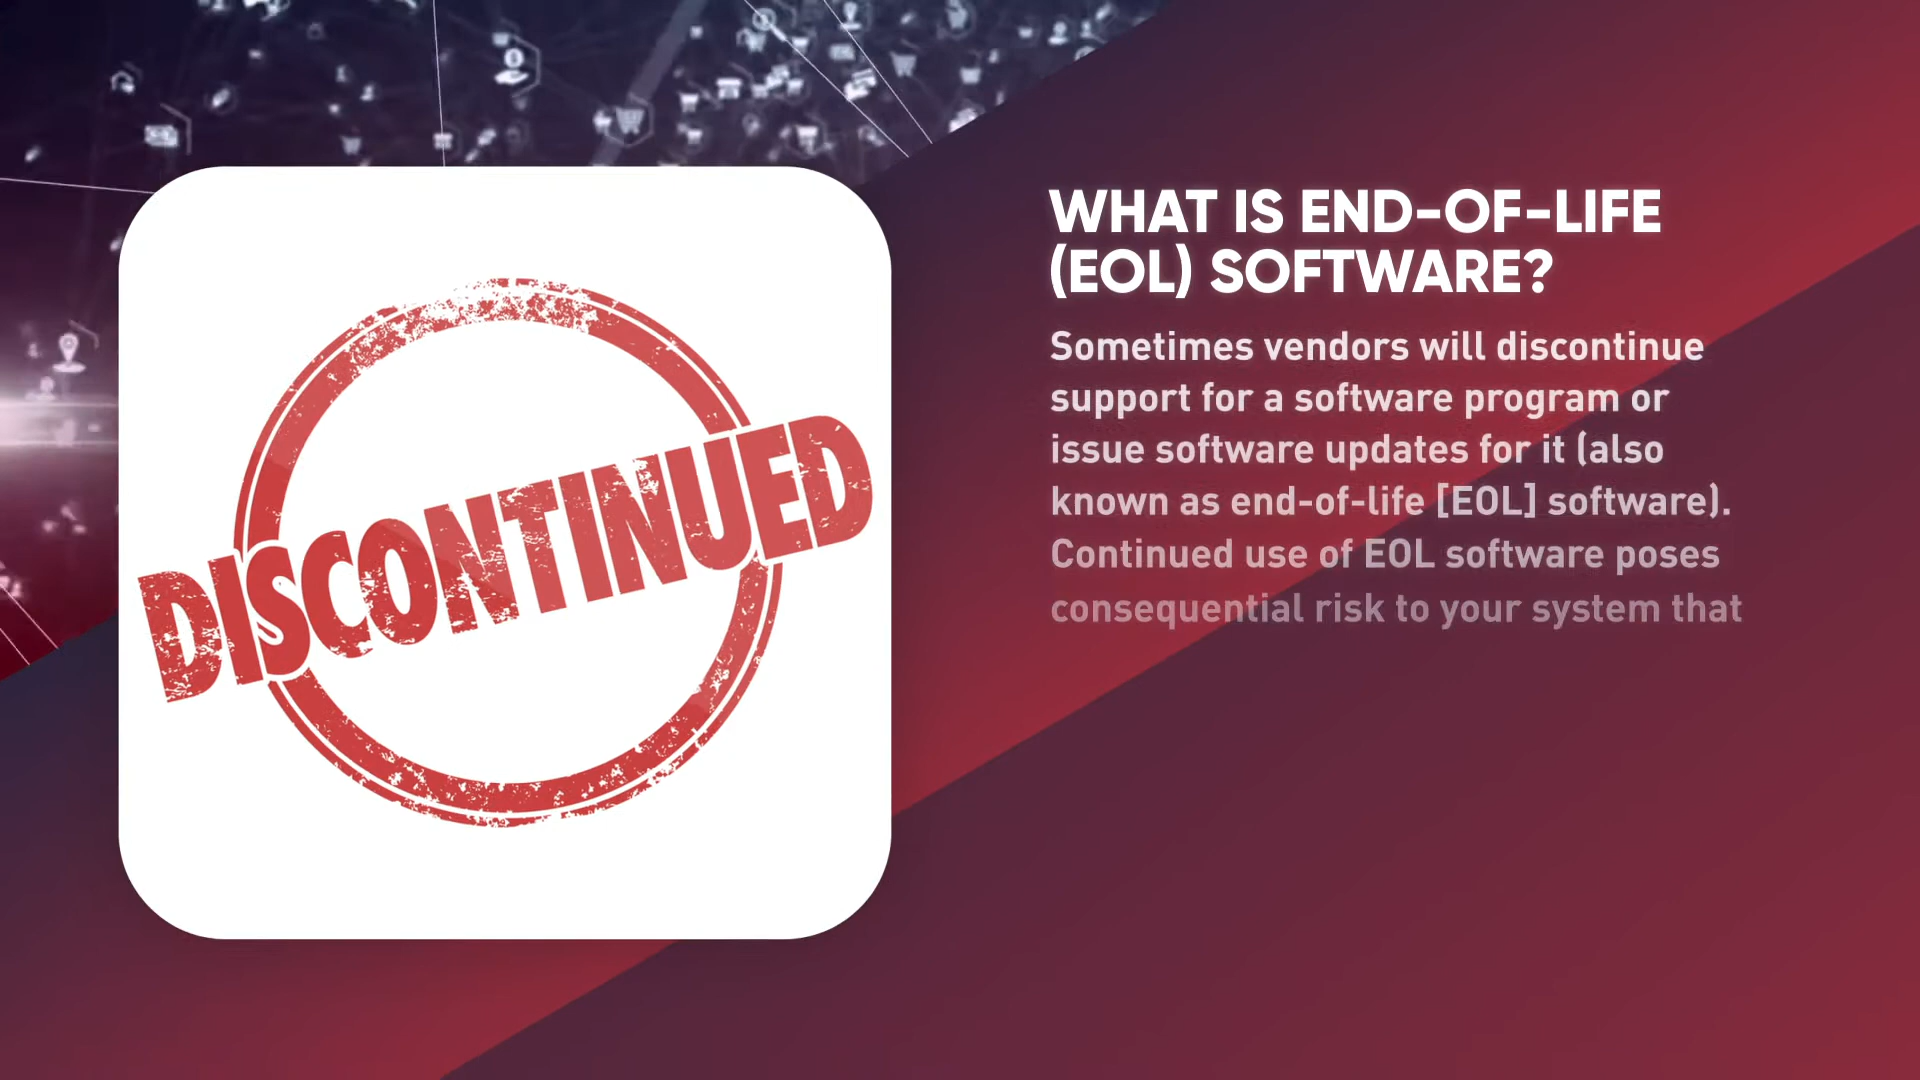 DISCONTINUED
WHAT IS END-OF-LIFE
(EOL) SOFTWARE?
Sometimes vendors will discontinue
support for a software program or
issue software updates for it (also
known as end-of-life [EOL] software).
Continued use of EOL software poses
consequential risk to your system that